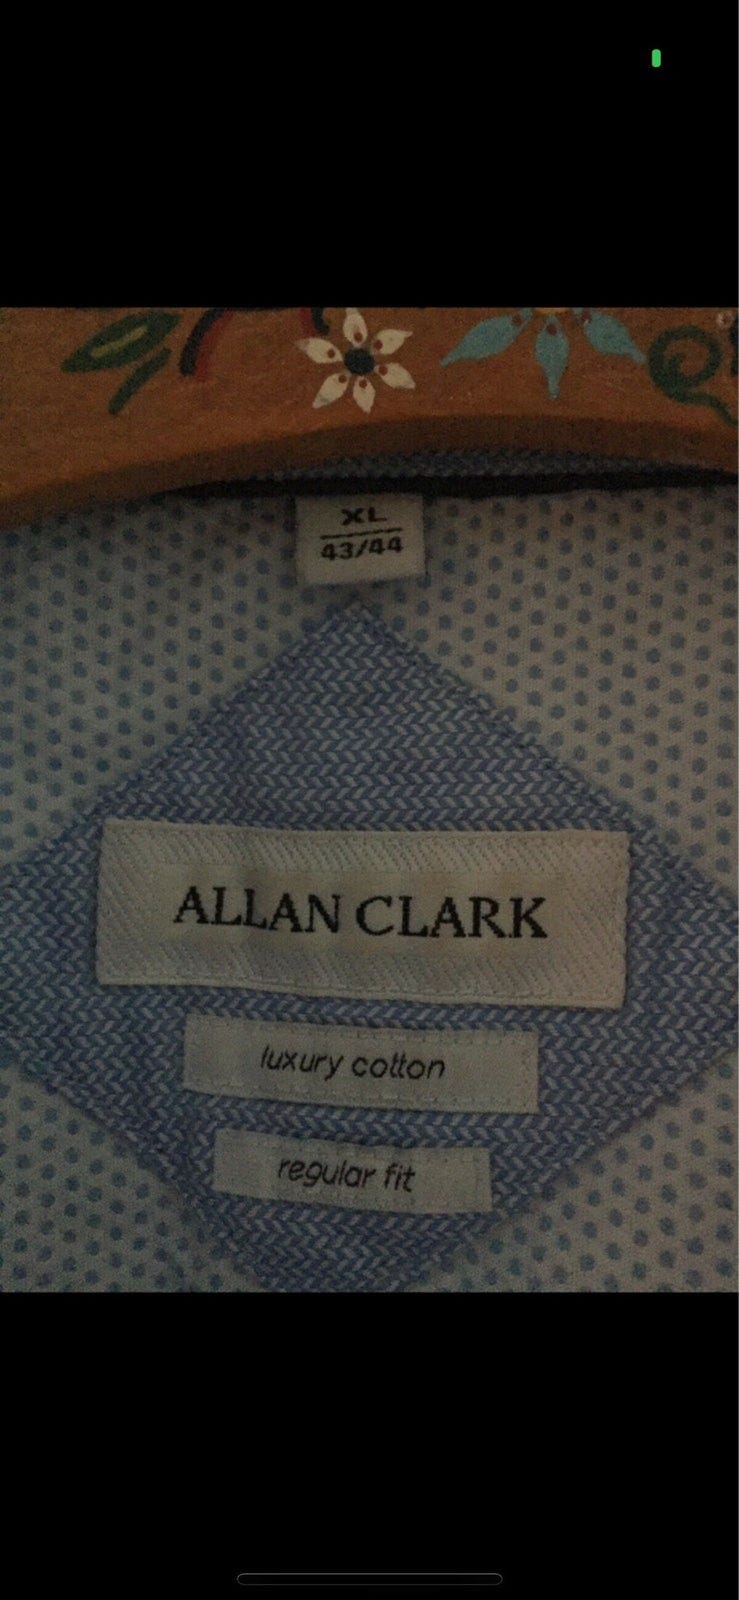 XL
43/44
ALLAN CLARK
luxury cotton
regular fit